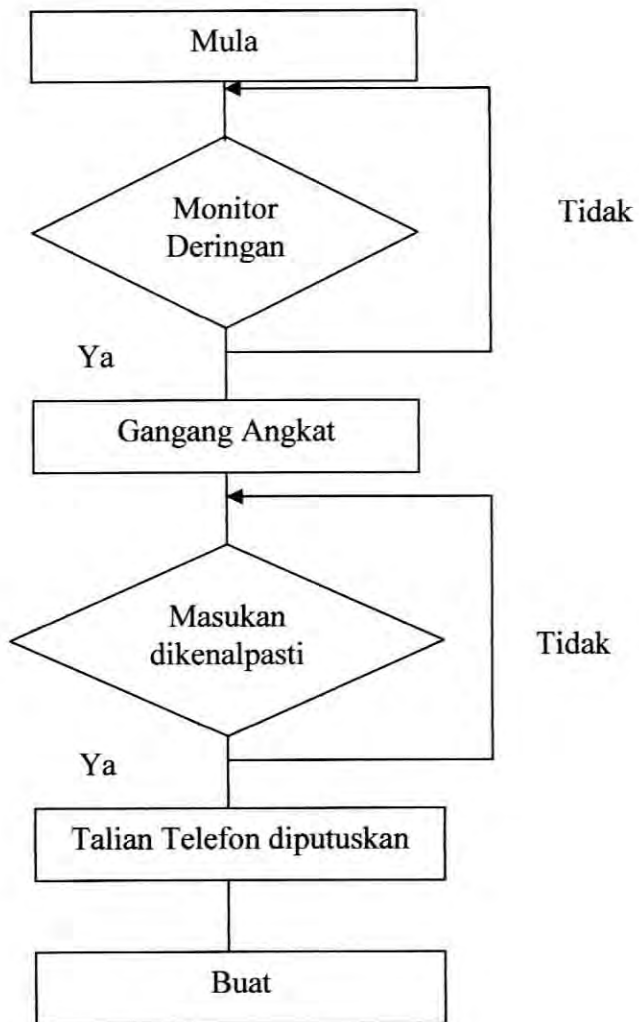 Mula
Monitor
Deringan
Tidak
Ya
Gangang Angkat
Masukan
dikenalpasti
Tidak
Ya
Talian Telefon diputuskan
Buat